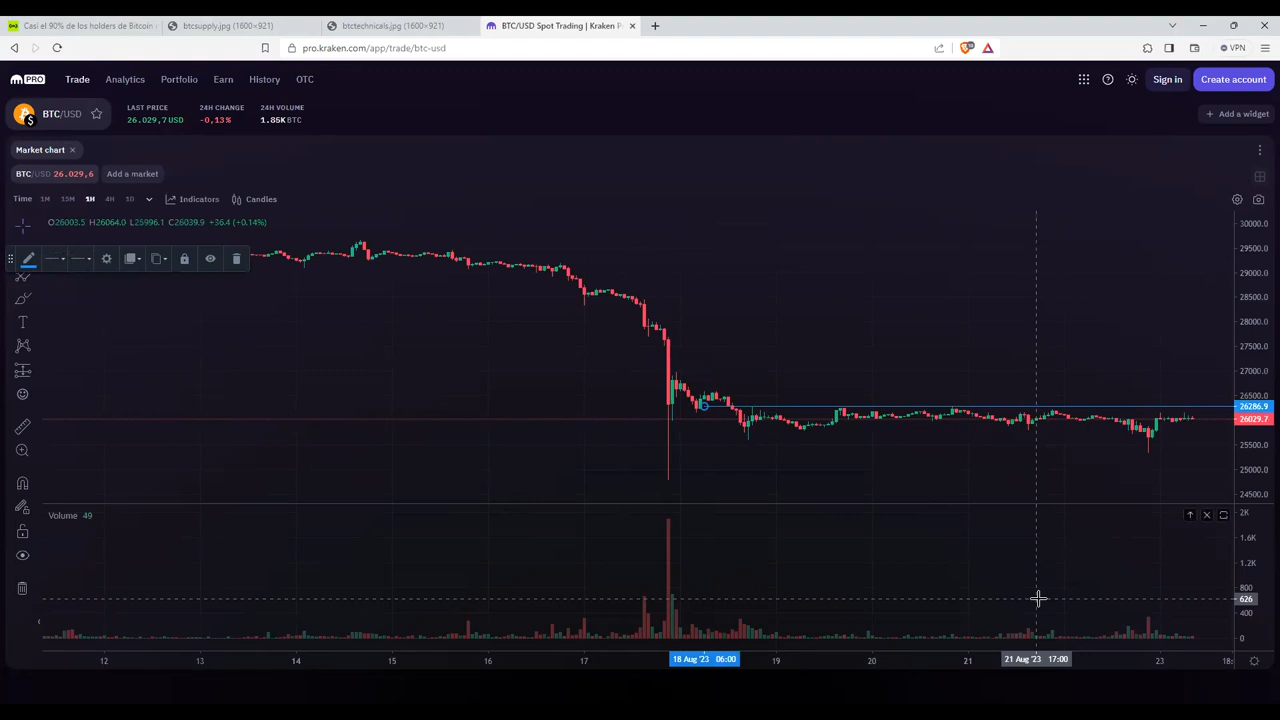 Casi el 90% de los holders de Bitcoin
btcsupply.jpg (1600×921)
btctechnicals.jpg (1600×921)
BTC/USD Spot Trading | Kraken P
pro.kraken.com/app/trade/btc-usd
VPN
PRO Trade Analytics Portfolio Earn History OTC
Sign in
Create account
BTC/USD
LAST PRICE 24H CHANGE 24H VOLUME
26.029,7 USD -0,13% 1.85K BTC
Add a widget
Market chart
BTC/USD 26.029,6 Add a market
Time 1M 15M 1H 4H 1D Indicators Candles
O26003.5 H26064.0 L25996.1 C26039.9 +36.4 (+0.14%)
30000.0
29500.0
29000.0
28500.0
28000.0
27500.0
27000.0
26500.0
26286.9
26029.7
25500.0
25000.0
24500.0
Volume 49
2K
1.6K
1.2K
800
626
400
0
12 13 14 15 16 17 18 Aug '23 06:00 19 20 21 21 Aug '23 17:00 23 18: